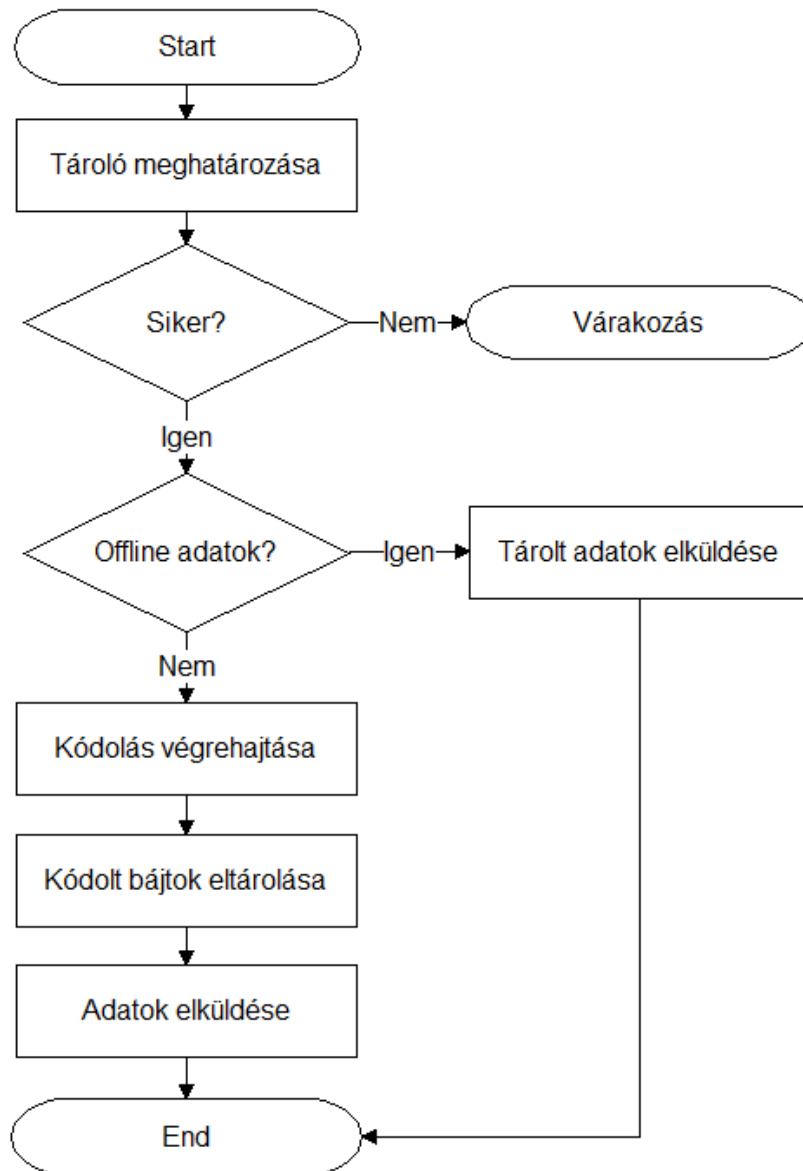 Start
Tároló meghatározása
Siker?
Nem
Várakozás
Igen
Offline adatok?
Igen
Tárolt adatok elküldése
Nem
Kódolás végrehajtása
Kódolt bájtok eltárolása
Adatok elküldése
End